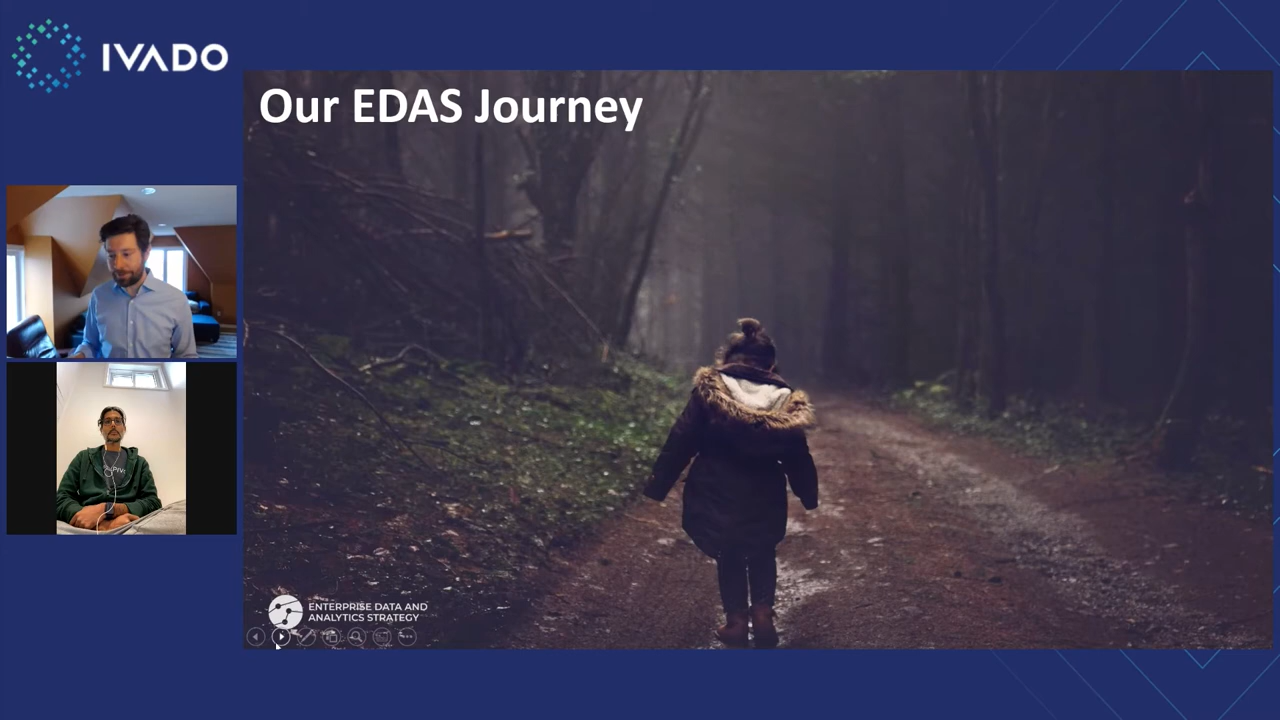 IVADO
Our EDAS Journey
ENTERPRISE DATA AND
ANALYTICS STRATEGY